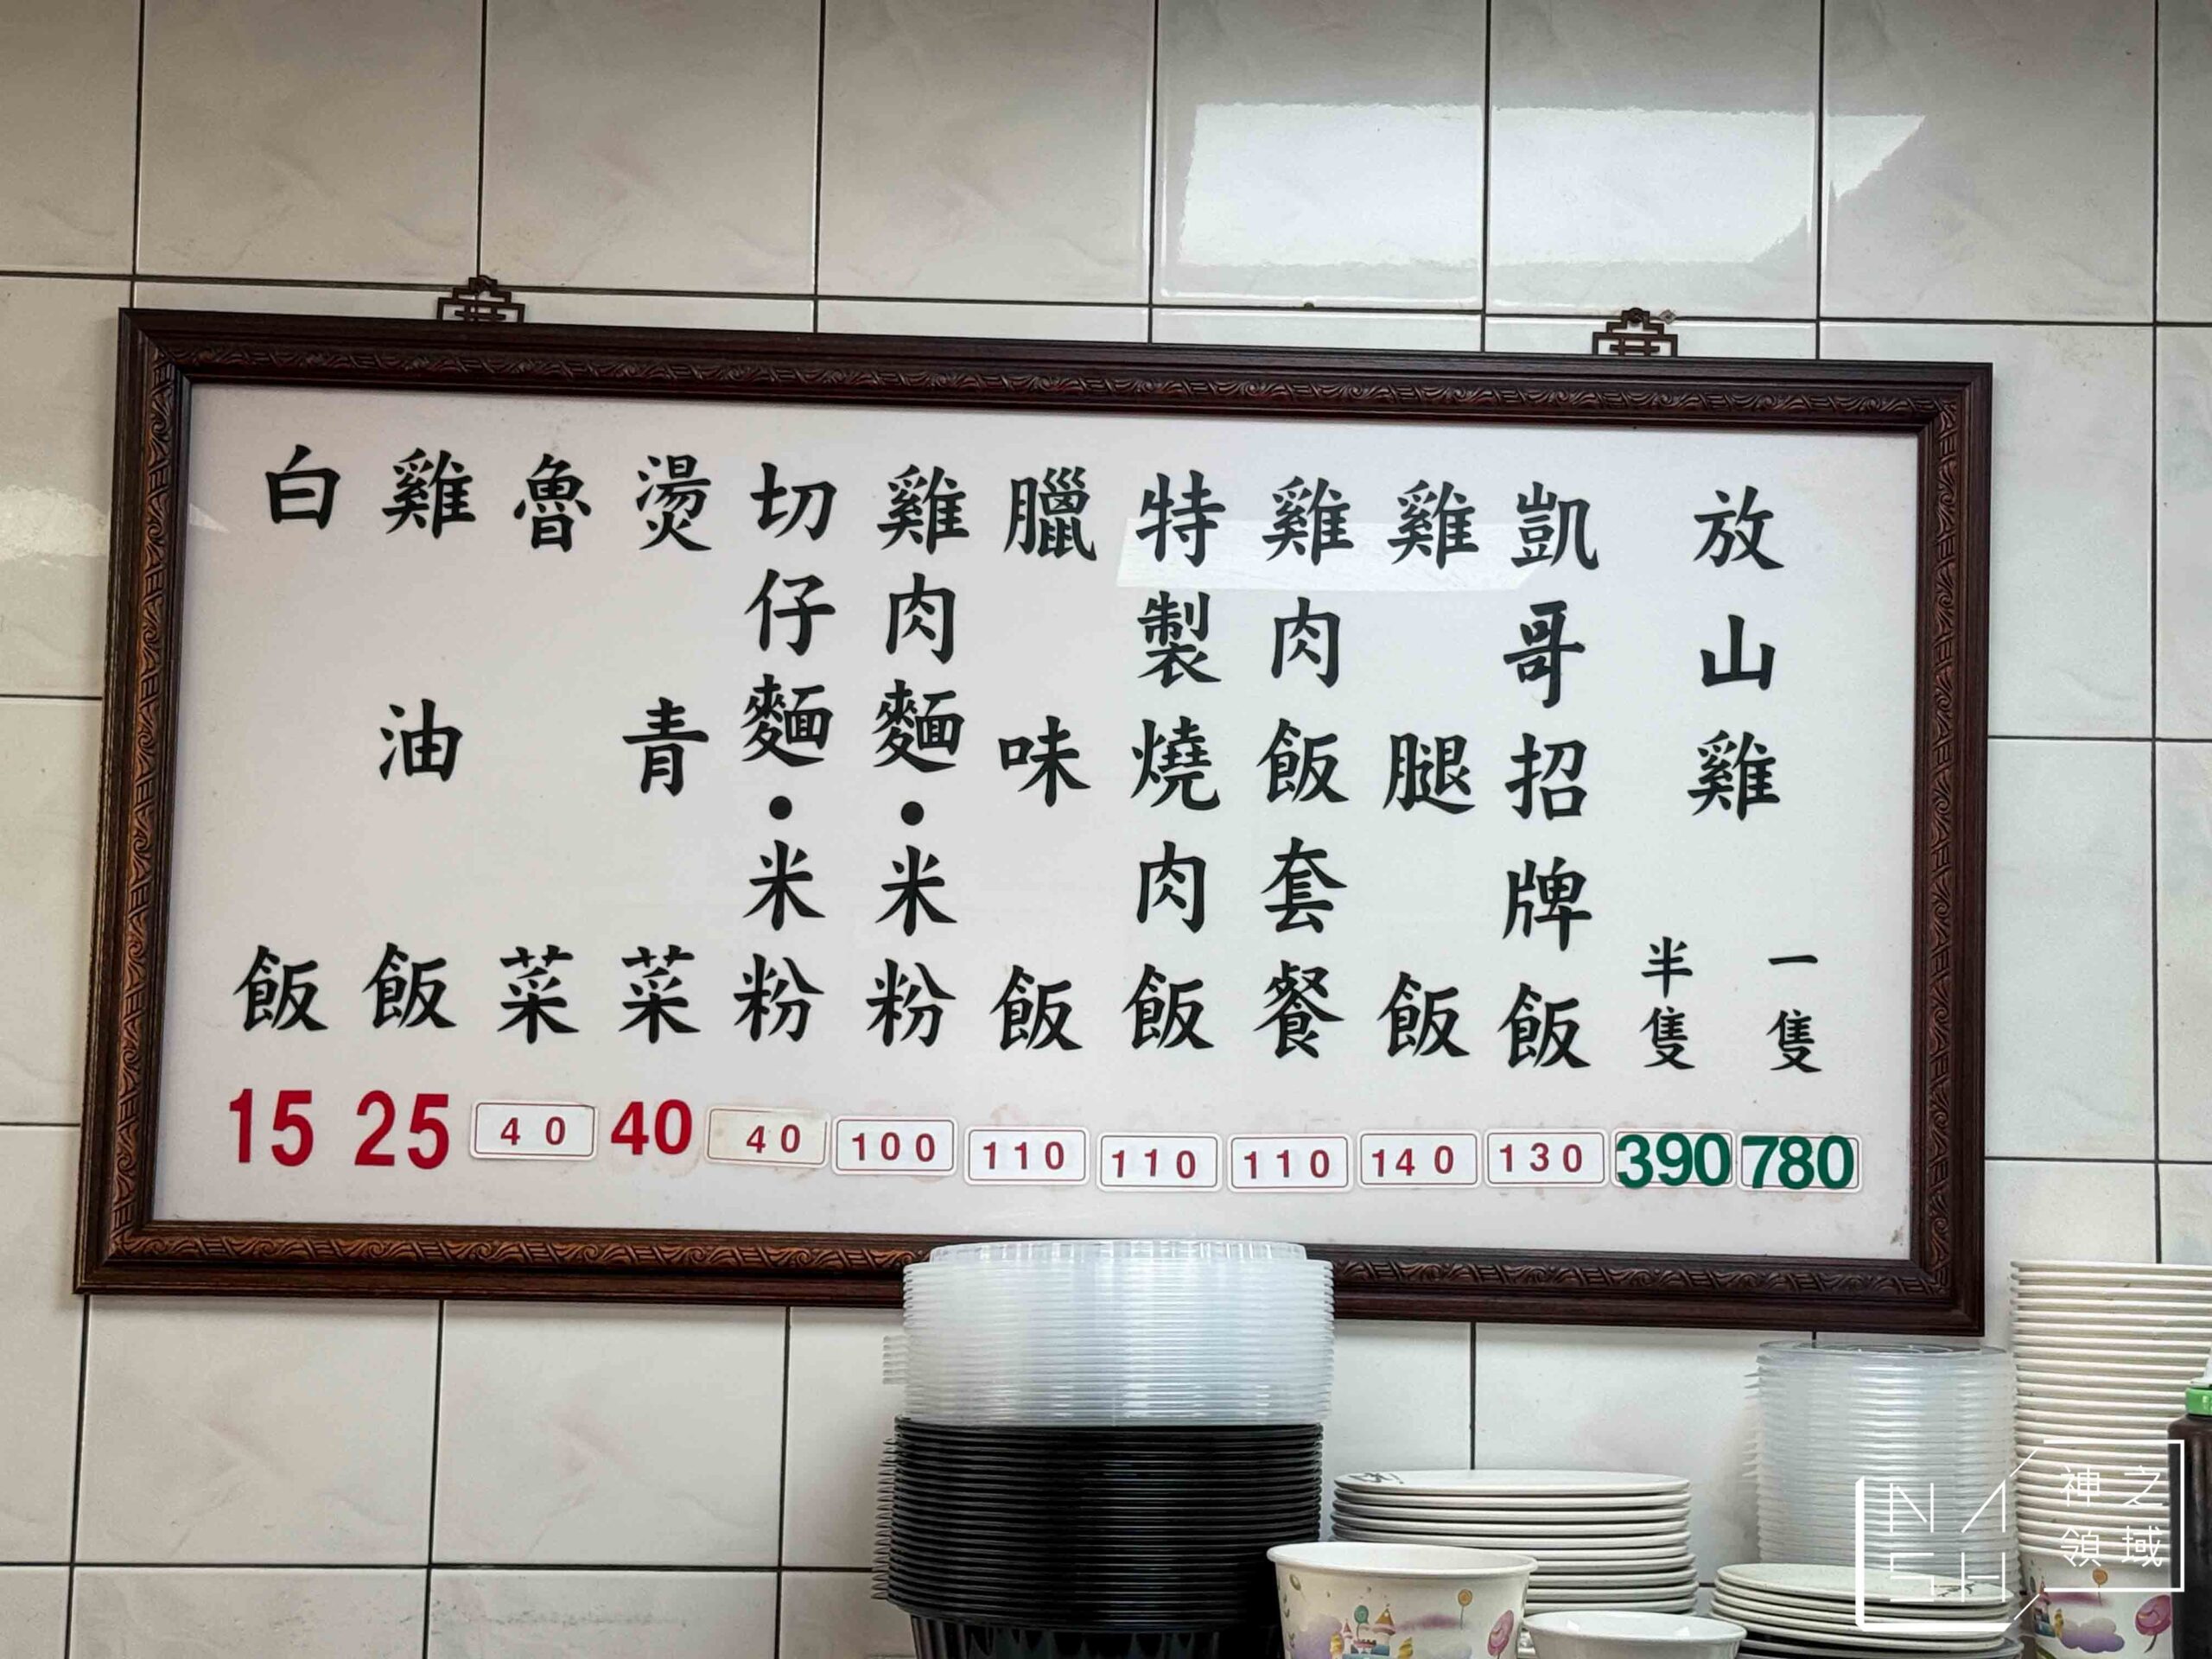 放山雞
一隻
780
半隻
390
凱哥招牌飯
130
雞腿飯
140
雞肉飯套餐
110
特製燒肉飯
110
臘味飯
110
雞肉麵•米粉
100
切仔麵•米粉
40
燙青菜
40
魯菜
40
雞油飯
25
白飯
15
NASH
神之
領域